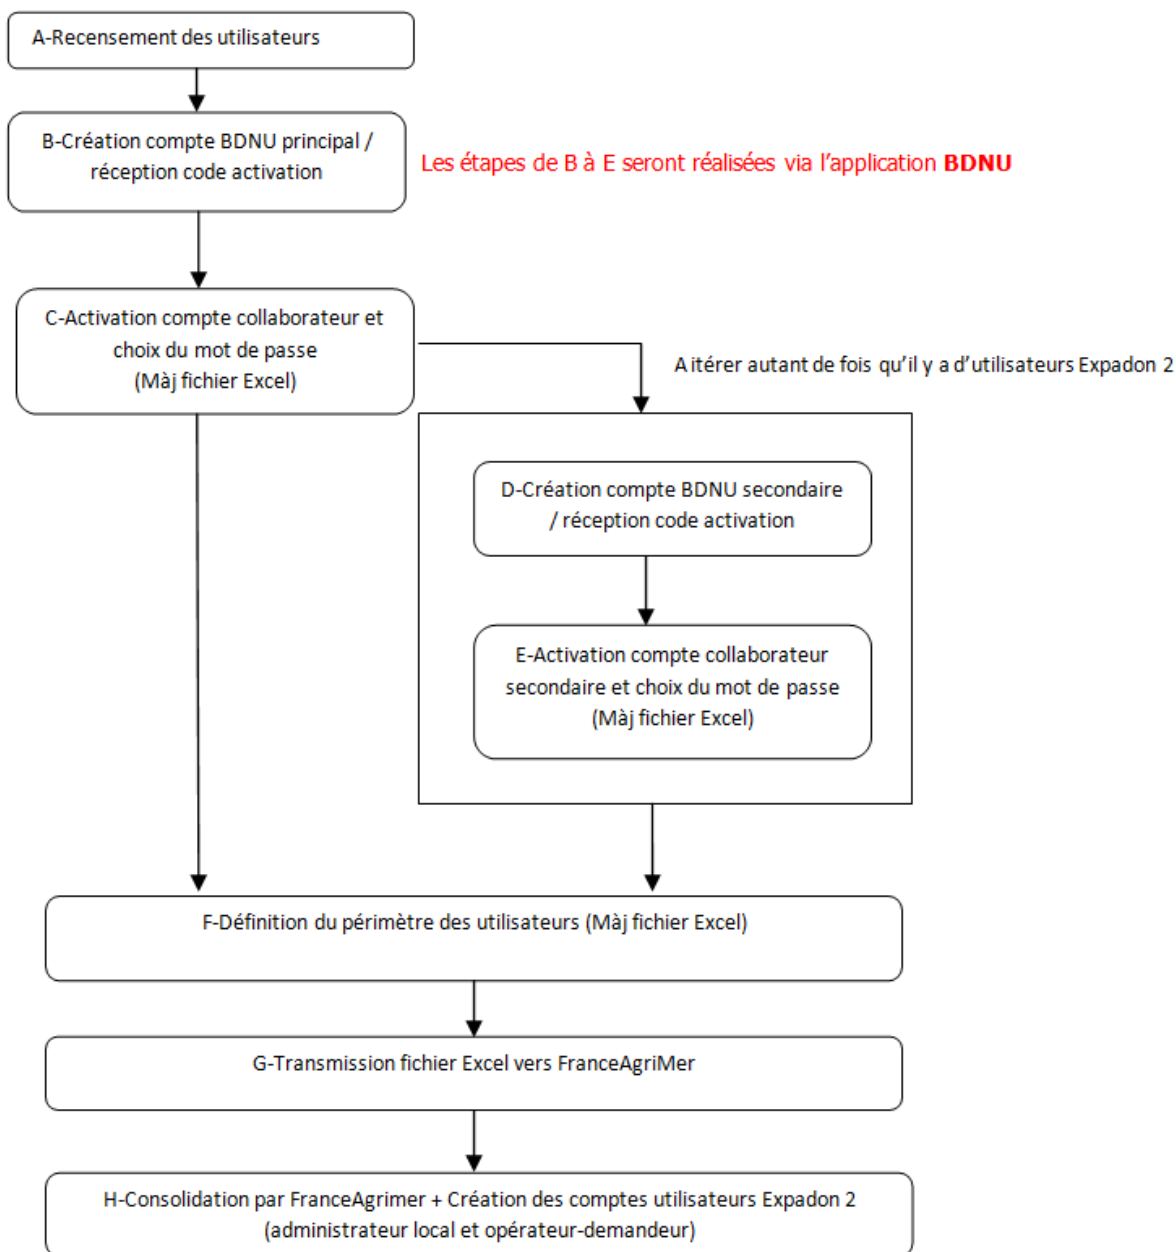 A-Recensement des utilisateurs
B-Création compte BDNU principal /
réception code activation
Les étapes de B à E seront réalisées via l'application BDNU
C-Activation compte collaborateur et
choix du mot de passe
(Màj fichier Excel)
A itérer autant de fois qu'il y a d'utilisateurs Expadon 2
D-Création compte BDNU secondaire
/ réception code activation
E-Activation compte collaborateur
secondaire et choix du mot de passe
(Màj fichier Excel)
F-Définition du périmètre des utilisateurs (Màj fichier Excel)
G-Transmission fichier Excel vers FranceAgriMer
H-Consolidation par FranceAgrimer + Création des comptes utilisateurs Expadon 2
(administrateur local et opérateur-demandeur)